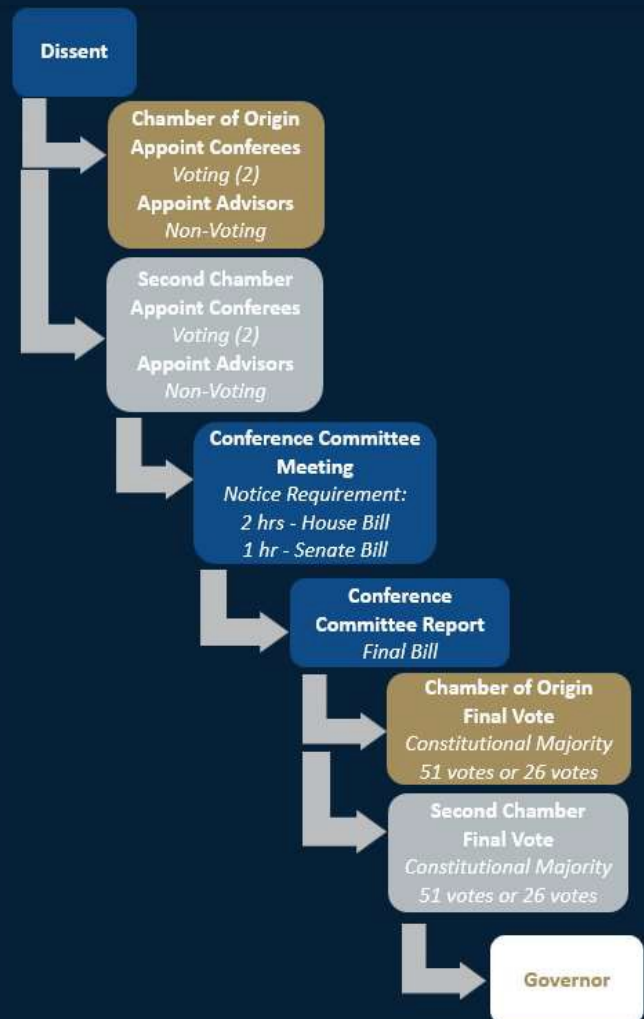 Dissent
Chamber of Origin
Appoint Conferees
Voting (2)
Appoint Advisors
Non-Voting
Second Chamber
Appoint Conferees
Voting (2)
Appoint Advisors
Non-Voting
Conference Committee
Meeting
Notice Requirement:
2 hrs - House Bill
1 hr - Senate Bill
Conference
Committee Report
Final Bill
Chamber of Origin
Final Vote
Constitutional Majority
51 votes or 26 votes
Second Chamber
Final Vote
Constitutional Majority
51 votes or 26 votes
Governor